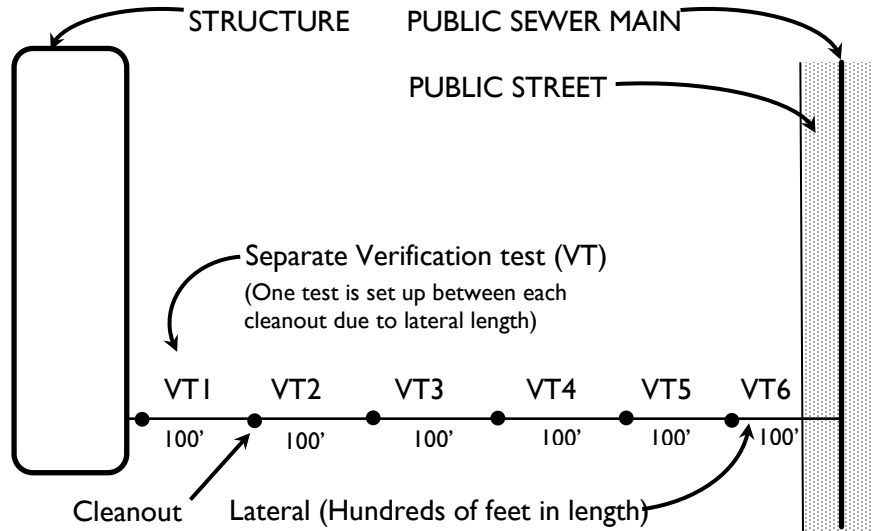 STRUCTURE
PUBLIC SEWER MAIN
PUBLIC STREET
Separate Verification test (VT)
(One test is set up between each
cleanout due to lateral length)
VT1 VT2 VT3 VT4 VT5 VT6
100’ 100’ 100’ 100’ 100’ 100’
Cleanout
Lateral (Hundreds of feet in length)